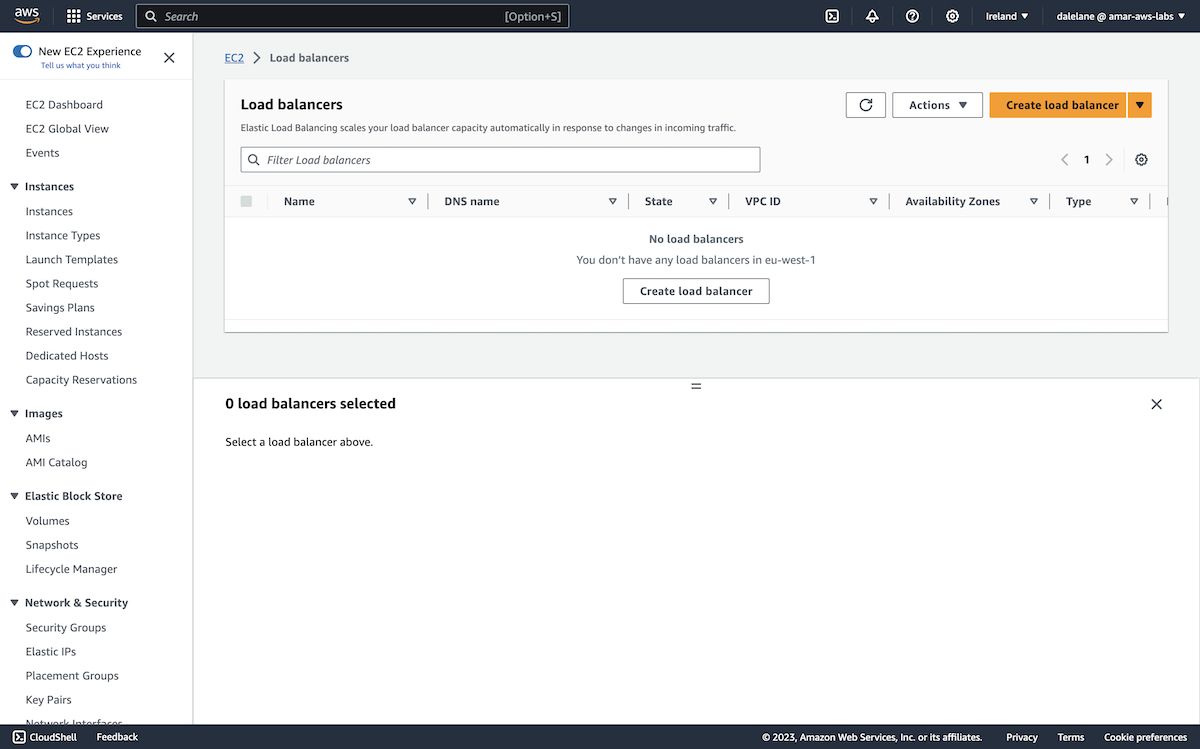 aws
Services
Search
[Option+S]
Ireland ▼
dalelane @ amar-aws-labs ▼
New EC2 Experience
Tell us what you think
EC2 Dashboard
EC2 Global View
Events
Instances
Instances
Instance Types
Launch Templates
Spot Requests
Savings Plans
Reserved Instances
Dedicated Hosts
Capacity Reservations
Images
AMIs
AMI Catalog
Elastic Block Store
Volumes
Snapshots
Lifecycle Manager
Network & Security
Security Groups
Elastic IPs
Placement Groups
Key Pairs
Network Interfaces
EC2 > Load balancers
Load balancers
Elastic Load Balancing scales your load balancer capacity automatically in response to changes in incoming traffic.
Actions ▼
Create load balancer
Filter Load balancers
1
Name
DNS name
State
VPC ID
Availability Zones
Type
No load balancers
You don't have any load balancers in eu-west-1
Create load balancer
0 load balancers selected
Select a load balancer above.
CloudShell
Feedback
© 2023, Amazon Web Services, Inc. or its affiliates.
Privacy
Terms
Cookie preferences